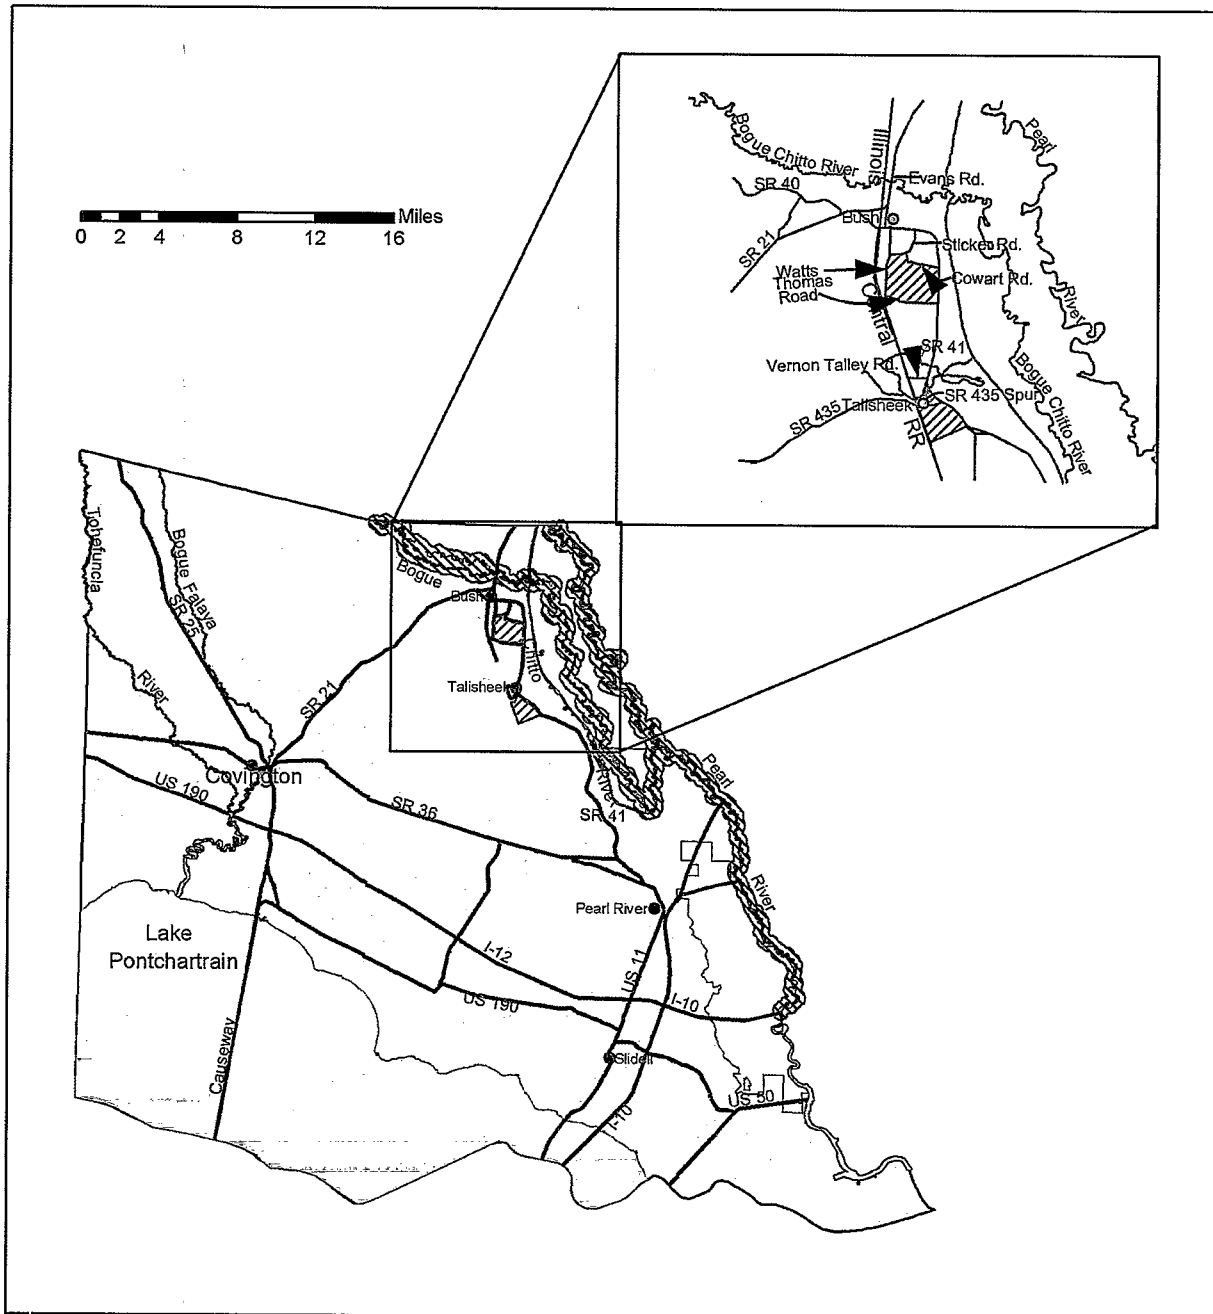 Illinois
Pearl
Bogue Chitto River
Evans Rd.
SR 40
Miles
Bush
0 2 4 8 12 16
SR 21
Sticker Rd.
Watts
Thomas
Road
Cowart Rd.
Central
River
SR 41
Vernon Talley Rd.
Bogue Chitto River
SR 435 Spur
Talisheek
SR 435
RR
Tchefuncla
Bogue Falaya
Bogue
Bush
SR 25
Chitto
River
SR 21
Talisheek
Pearl
Covington
US 190
River
SR 36
SR 41
River
Pearl River
Lake
Pontchartrain
I-12
US 11
US 190
I-10
Causeway
Slidell
US 50
I-10